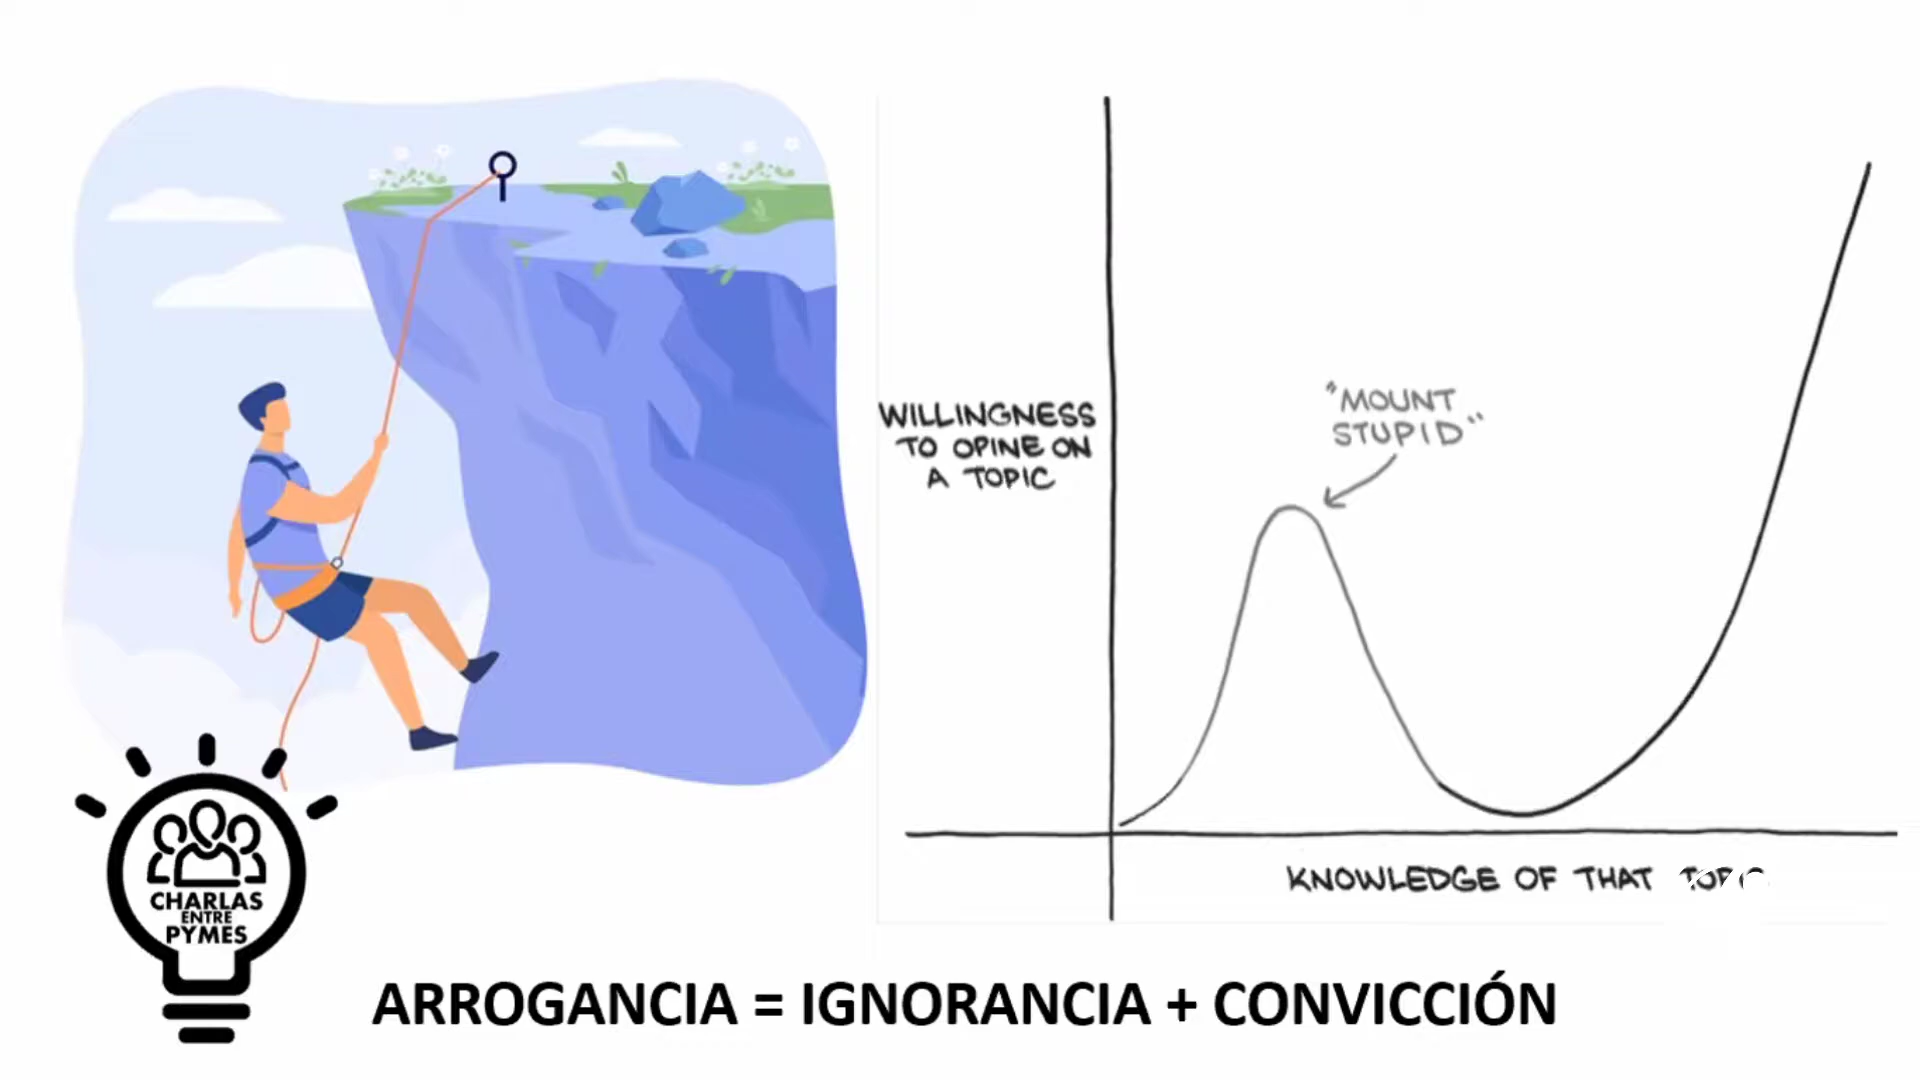 WILLINGNESS
TO OPINE ON
A TOPIC
"MOUNT
STUPID"
KNOWLEDGE OF THAT
CHARLAS
ENTRE
PYMES
ARROGANCIA = IGNORANCIA + CONVICCIÓN